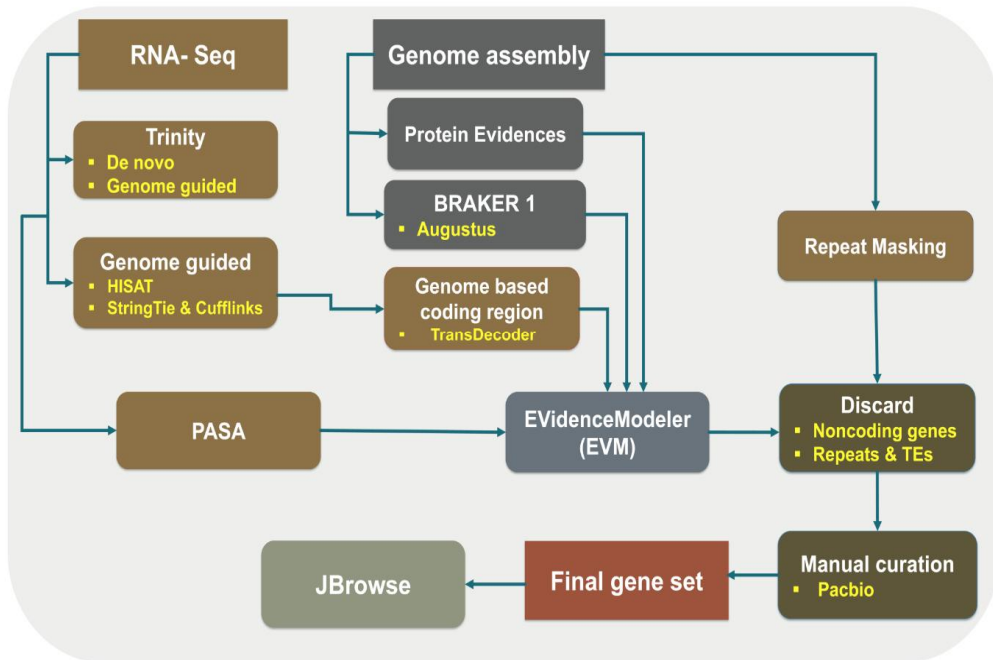 RNA- Seq
Genome assembly
Trinity
▪ De novo
▪ Genome guided
Protein Evidences
BRAKER 1
▪ Augustus
Repeat Masking
Genome guided
▪ HISAT
▪ StringTie & Cufflinks
Genome based
coding region
▪ TransDecoder
PASA
EVidenceModeler
(EVM)
Discard
▪ Noncoding genes
▪ Repeats & TEs
Manual curation
▪ Pacbio
Final gene set
JBrowse